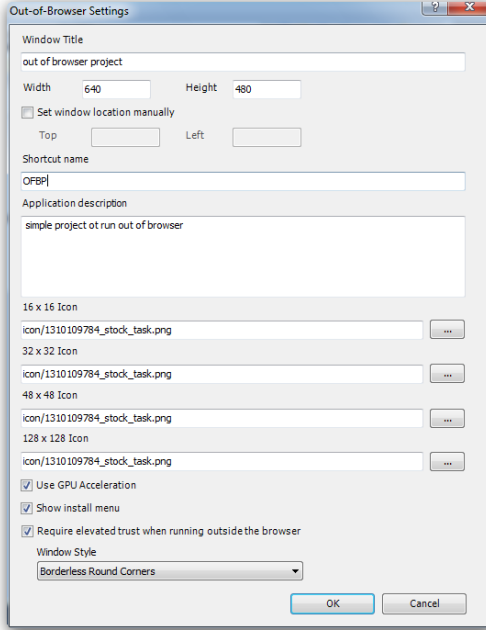 Out-of-Browser Settings
?
Window Title
out of browser project
Width 640 Height 480
Set window location manually
Top Left
Shortcut name
OFBP
Application description
simple project ot run out of browser
16 x 16 Icon
icon/1310109784_stock_task.png ...
32 x 32 Icon
icon/1310109784_stock_task.png ...
48 x 48 Icon
icon/1310109784_stock_task.png ...
128 x 128 Icon
icon/1310109784_stock_task.png ...
Use GPU Acceleration
Show install menu
Require elevated trust when running outside the browser
Window Style
Borderless Round Corners
OK Cancel